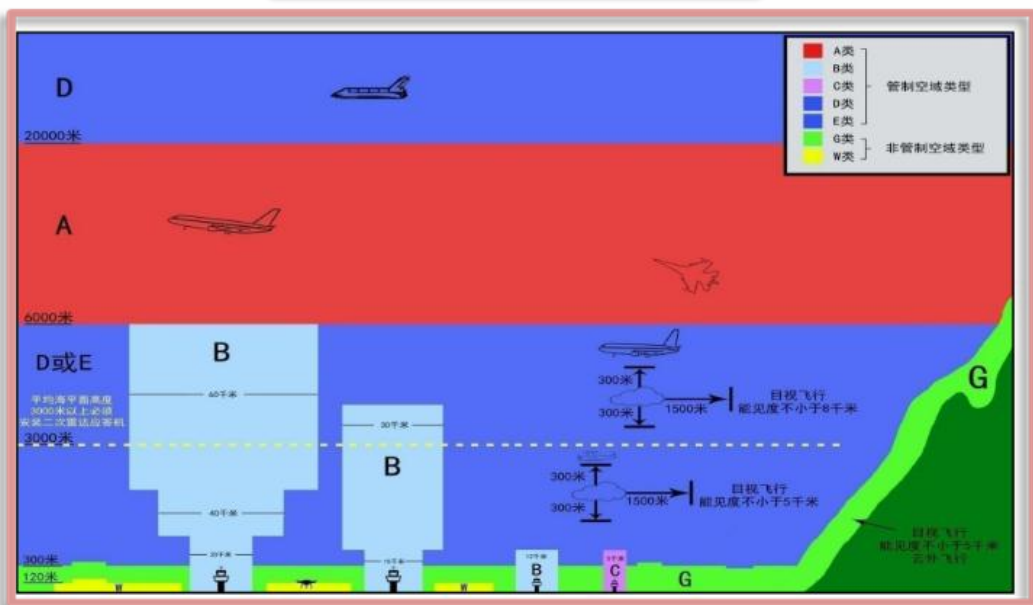 A类
B类
C类
D类
E类
管制空域类型
G类
W类
非管制空域类型
D
20000米
A
6000米
D或E
平均海平面高度
3000米以上必须
安装二次雷达应答机
3000米
B
60千米
40千米
20千米
30千米
B
10千米
300米
300米
1500米
目视飞行
能见度不小于8千米
300米
300米
1500米
目视飞行
能见度不小于5千米
G
目视飞行
能见度不小于5千米
云外飞行
300米
120米
W
W
B
C
G